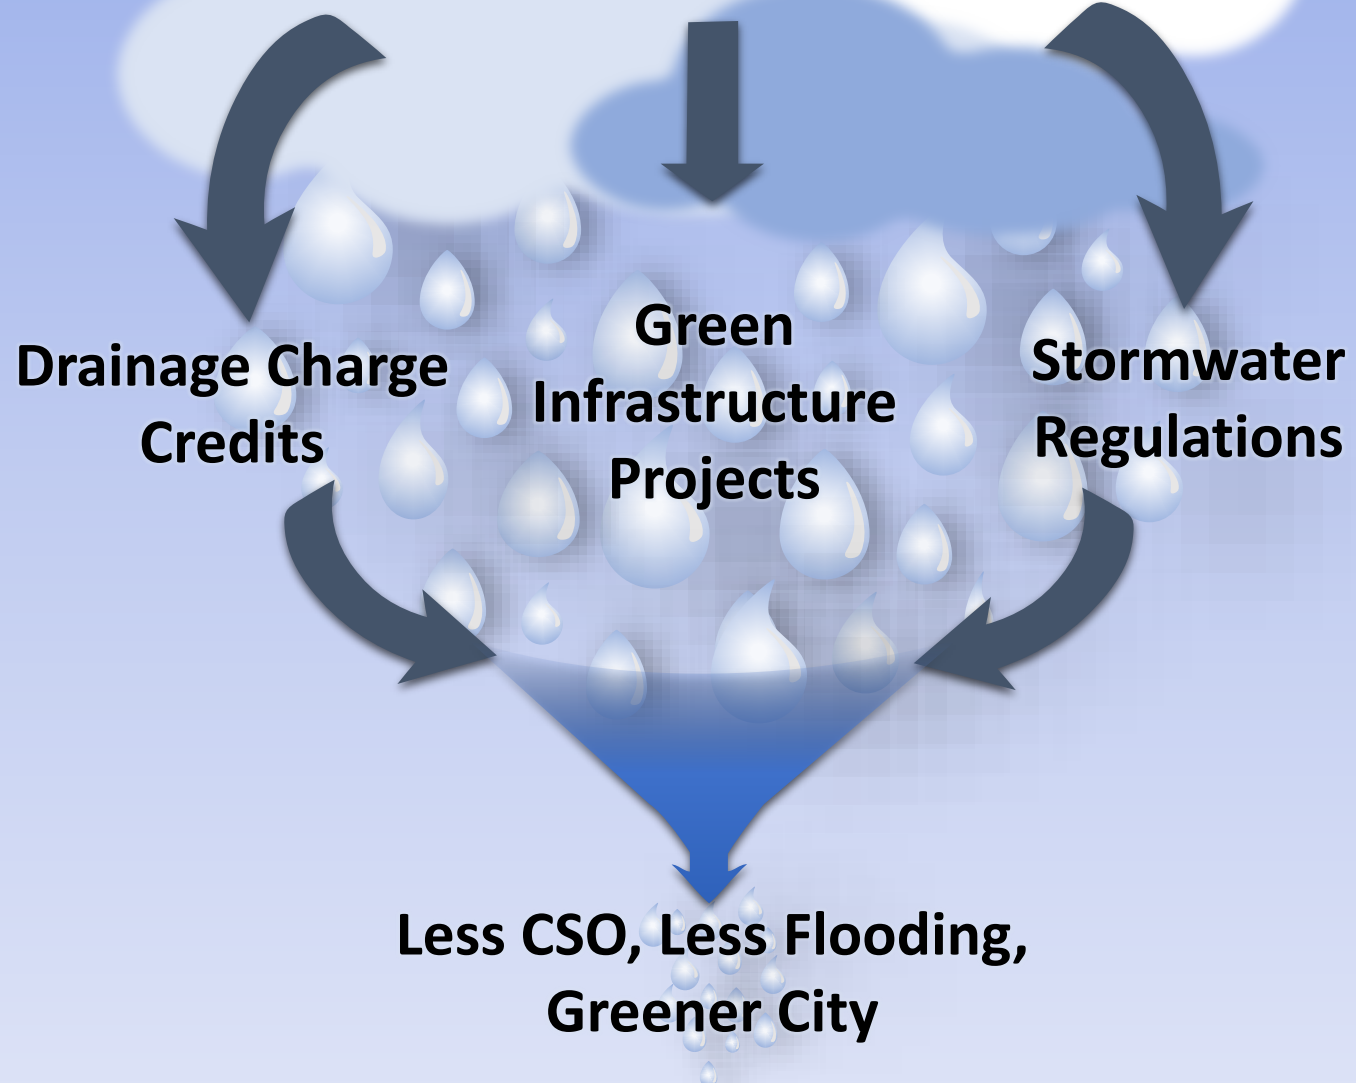 Drainage Charge
Credits
Green
Infrastructure
Projects
Stormwater
Regulations
Less CSO, Less Flooding,
Greener City